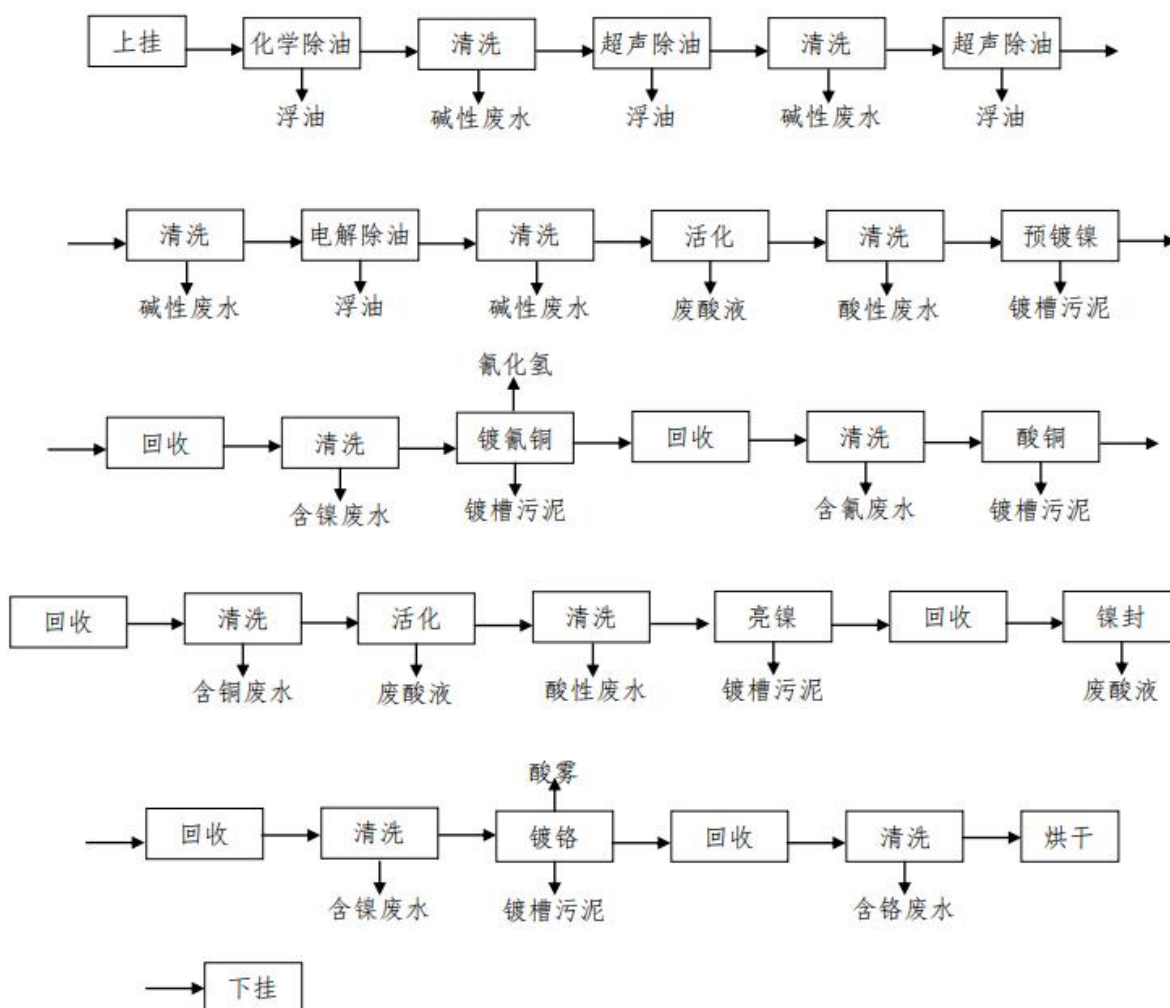 上挂 化学除油 清洗 超声除油 清洗 超声除油
浮油 碱性废水 浮油 碱性废水 浮油
清洗 电解除油 清洗 活化 清洗 预镀镍
碱性废水 浮油 碱性废水 废酸液 酸性废水 镀槽污泥
氰化氢
回收 清洗 镀氰铜 回收 清洗 酸铜
含镍废水 镀槽污泥 含氰废水 镀槽污泥
回收 清洗 活化 清洗 亮镍 回收 镍封
含铜废水 废酸液 酸性废水 镀槽污泥 废酸液
酸雾
回收 清洗 镀铬 回收 清洗 烘干
含镍废水 镀槽污泥 含铬废水
下挂